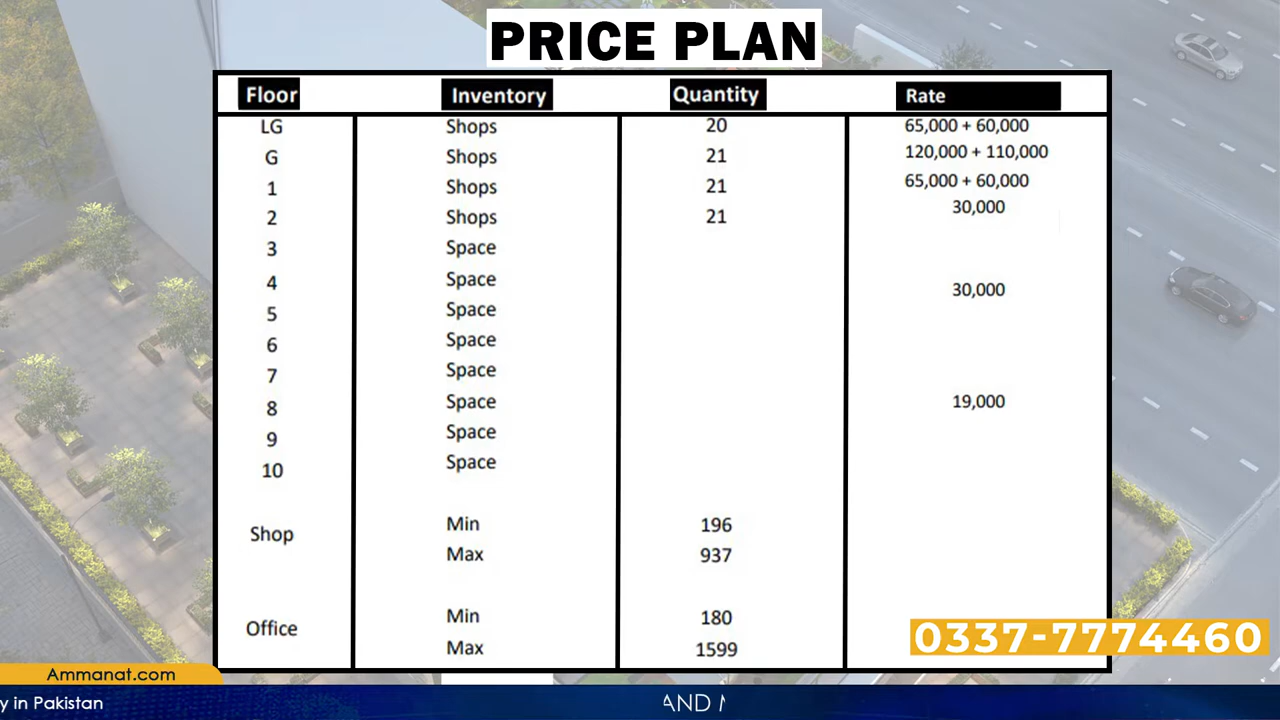 PRICE PLAN
Floor Inventory Quantity Rate
LG Shops 20 65,000 + 60,000
G Shops 21 120,000 + 110,000
1 Shops 21 65,000 + 60,000
2 Shops 21 30,000
3 Space
4 Space 30,000
5 Space
6 Space
7 Space
8 Space 19,000
9 Space
10 Space
Shop Min 196
Max 937
Office Min 180
Max 1599
0337-7774460
Ammanat.com
y in Pakistan AND